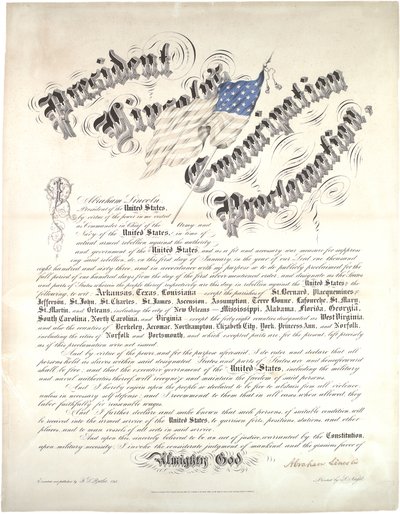 President
Lincoln's
Emancipation
Proclamation.
By Abraham Lincoln
President of the United States,
by virtue of the power in me vested
as Commander in Chief of the Army and
Navy of the United States, in time of
actual armed rebellion against the authority
and government of the United States, and as a fit and necessary war measure for suppress
ing said rebellion, do on this first day of January, in the year of our Lord one thousand
eight hundred and sixty three, and in accordance with my purpose so to do publicly proclaimed for the
full period of one hundred days from the day of the first above mentioned order, and designate as the States
and parts of States wherein the people thereof respectively are this day in rebellion against the United States the
following, to wit: Arkansas, Texas, Louisiana except the parishes of St. Bernard, Plaquemines,
Jefferson, St. John, St. Charles, St. James, Ascension, Assumption, Terre Bonne, Lafourche, St. Mary,
St. Martin, and Orleans, including the city of New Orleans — Mississippi, Alabama, Florida, Georgia,
South Carolina, North Carolina, and Virginia except the forty eight counties designated as West Virginia,
and also the counties of Berkeley, Accomac, Northampton, Elizabeth City, York, Princess Ann, and Norfolk,
including the cities of Norfolk and Portsmouth, and which excepted parts are, for the present, left precisely
as if this proclamation were not issued.
And by virtue of the power, and for the purpose aforesaid, I do order and declare that all
persons held as slaves within said designated States and parts of States are and henceforward
shall be free, and that the executive government of the United States, including the military
and naval authorities thereof, will recognize and maintain the freedom of said persons.
And I hereby enjoin upon the people so declared to be free to abstain from all violence,
unless in necessary self defense, and I recommend to them that in all cases when allowed they
labor faithfully for reasonable wages.
And I further declare and make known that such persons of suitable condition will
be received into the armed service of the United States, to garrison forts, positions, stations, and other
places, and to man vessels of all sorts in said service.
And upon this, sincerely believed to be an act of justice, warranted by the Constitution,
upon military necessity, I invoke the considerate judgment of mankind and the gracious favor of
Almighty God
Abraham Lincoln